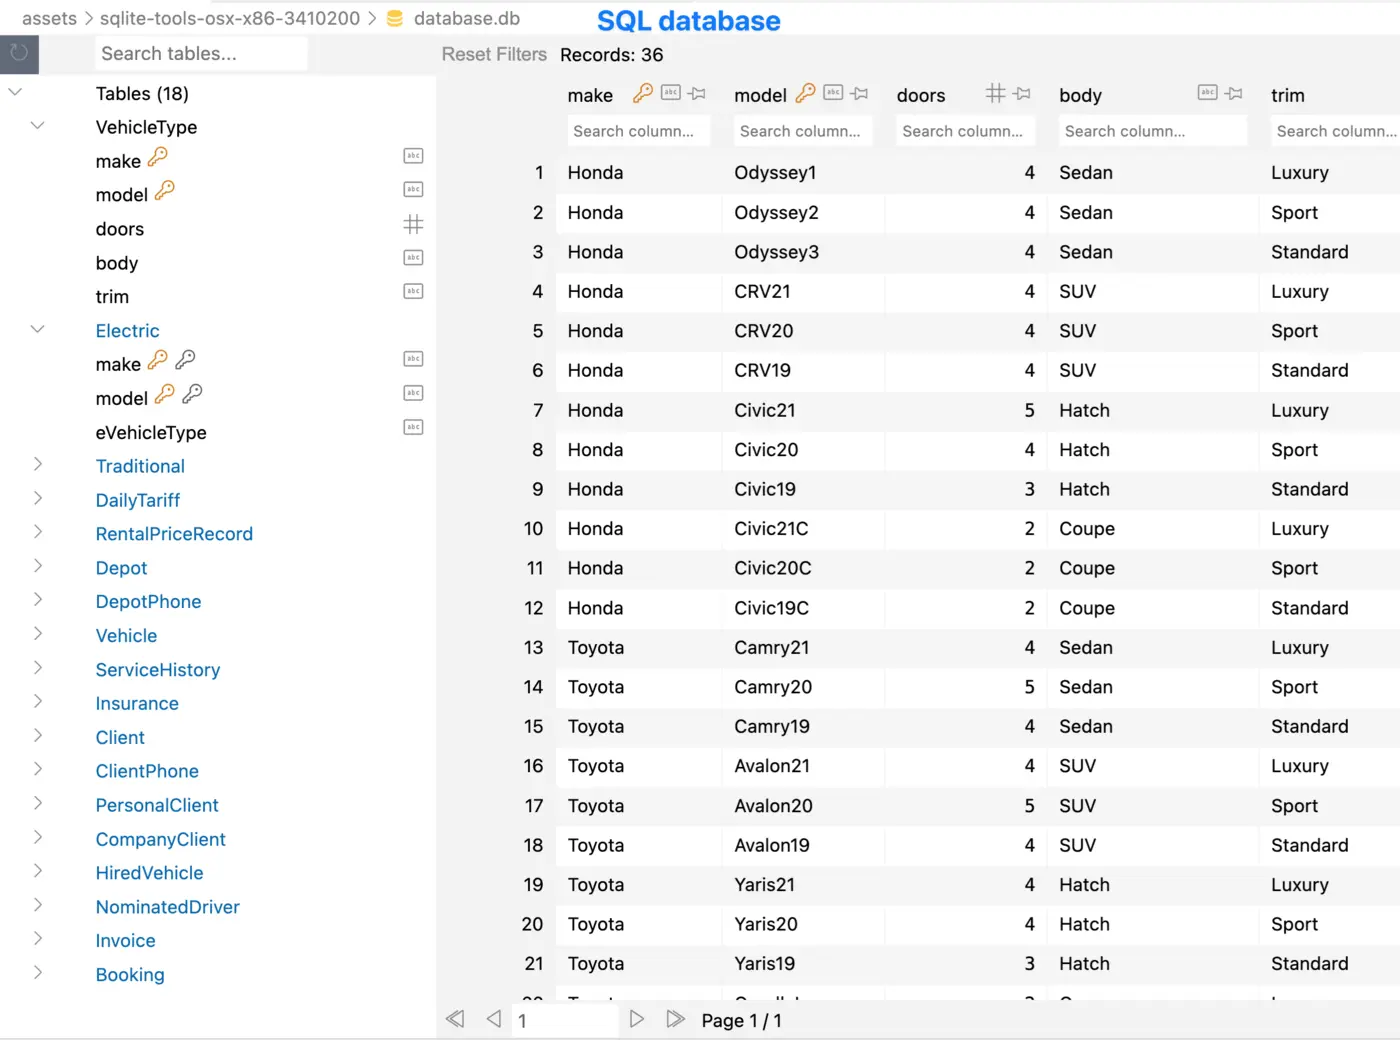 assets > sqlite-tools-osx-x86-3410200 > database.db
SQL database
Search tables...
Reset Filters Records: 36
Tables (18)
VehicleType
make
model
doors
body
trim
Electric
make
model
eVehicleType
Traditional
DailyTariff
RentalPriceRecord
Depot
DepotPhone
Vehicle
ServiceHistory
Insurance
Client
ClientPhone
PersonalClient
CompanyClient
HiredVehicle
NominatedDriver
Invoice
Booking
make abc model abc doors body abc trim
Search column... Search column... Search column... Search column... Search column...
1 Honda Odyssey1 4 Sedan Luxury
2 Honda Odyssey2 4 Sedan Sport
3 Honda Odyssey3 4 Sedan Standard
4 Honda CRV21 4 SUV Luxury
5 Honda CRV20 4 SUV Sport
6 Honda CRV19 4 SUV Standard
7 Honda Civic21 5 Hatch Luxury
8 Honda Civic20 4 Hatch Sport
9 Honda Civic19 3 Hatch Standard
10 Honda Civic21C 2 Coupe Luxury
11 Honda Civic20C 2 Coupe Sport
12 Honda Civic19C 2 Coupe Standard
13 Toyota Camry21 4 Sedan Luxury
14 Toyota Camry20 5 Sedan Sport
15 Toyota Camry19 4 Sedan Standard
16 Toyota Avalon21 4 SUV Luxury
17 Toyota Avalon20 5 SUV Sport
18 Toyota Avalon19 4 SUV Standard
19 Toyota Yaris21 4 Hatch Luxury
20 Toyota Yaris20 4 Hatch Sport
21 Toyota Yaris19 3 Hatch Standard
1 Page 1 / 1